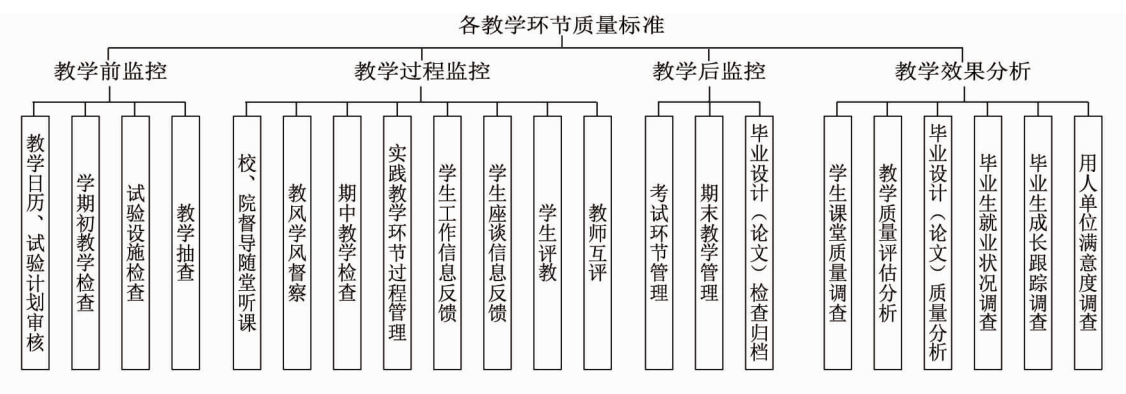 各教学环节质量标准
教学前监控
教学过程监控
教学后监控
教学效果分析
教学日历、试验计划审核
学期初教学检查
试验设施检查
教学抽查
校、院督导随堂听课
教风学风督察
期中教学检查
实践教学环节过程管理
学生工作信息反馈
学生座谈信息反馈
学生评教
教师互评
考试环节管理
期末教学管理
毕业设计（论文）检查归档
学生课堂质量调查
教学质量评估分析
毕业设计（论文）质量分析
毕业生就业状况调查
毕业生成长跟踪调查
用人单位满意度调查